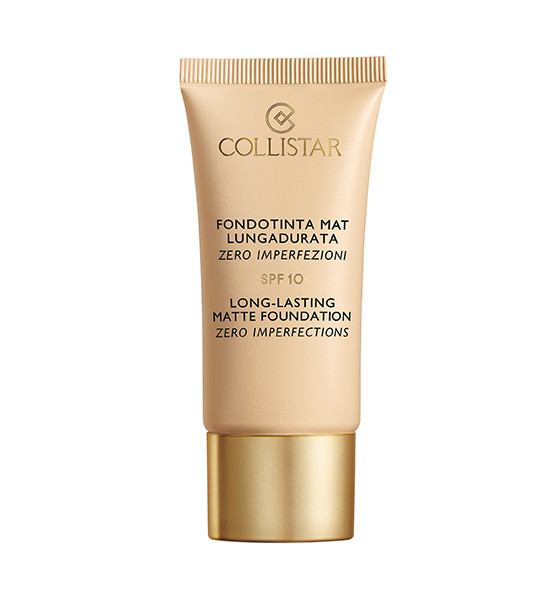 COLLISTAR
FONDOTINTA MAT
LUNGADURATA
ZERO IMPERFEZIONI
SPF 10
LONG-LASTING
MATTE FOUNDATION
ZERO IMPERFECTIONS